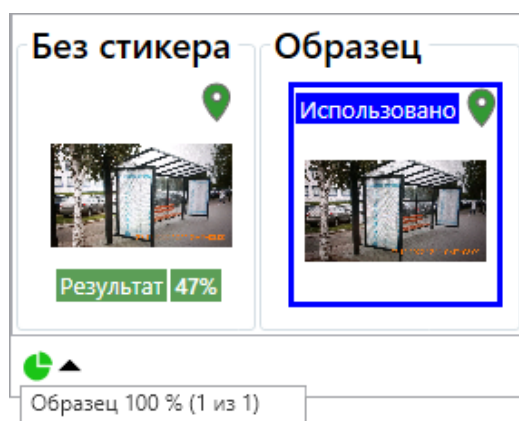 Без стикера
Образец
Использовано
Результат 47%
Образец 100 % (1 из 1)